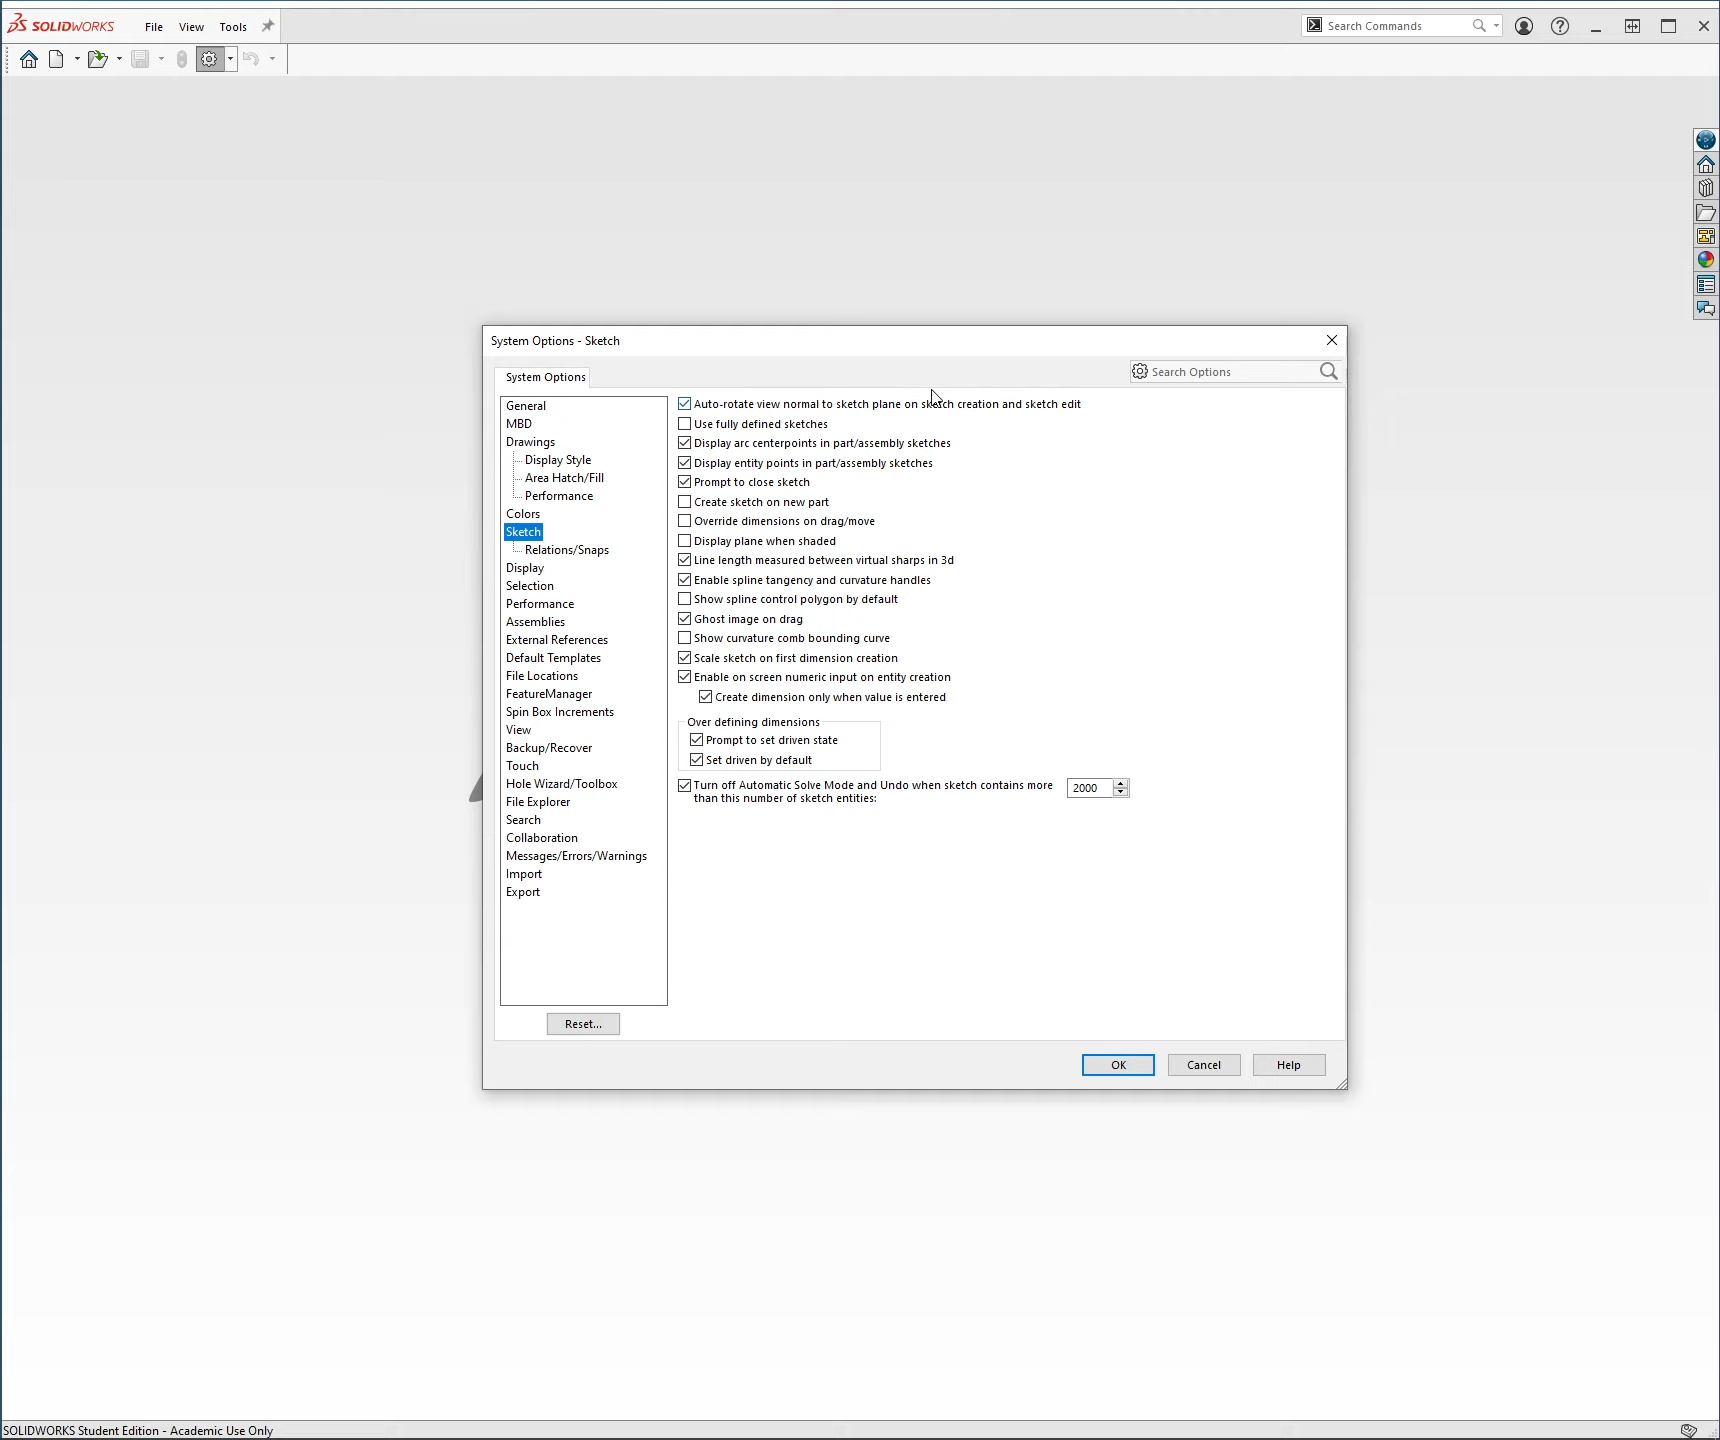 SOLIDWORKS File View Tools Search Commands
System Options - Sketch
System Options
Search Options
General
MBD
Drawings
Display Style
Area Hatch/Fill
Performance
Colors
Sketch
Relations/Snaps
Display
Selection
Performance
Assemblies
External References
Default Templates
File Locations
FeatureManager
Spin Box Increments
View
Backup/Recover
Touch
Hole Wizard/Toolbox
File Explorer
Search
Collaboration
Messages/Errors/Warnings
Import
Export
Reset...
Auto-rotate view normal to sketch plane on sketch creation and sketch edit
Use fully defined sketches
Display arc centerpoints in part/assembly sketches
Display entity points in part/assembly sketches
Prompt to close sketch
Create sketch on new part
Override dimensions on drag/move
Display plane when shaded
Line length measured between virtual sharps in 3d
Enable spline tangency and curvature handles
Show spline control polygon by default
Ghost image on drag
Show curvature comb bounding curve
Scale sketch on first dimension creation
Enable on screen numeric input on entity creation
Create dimension only when value is entered
Over defining dimensions
Prompt to set driven state
Set driven by default
Turn off Automatic Solve Mode and Undo when sketch contains more
than this number of sketch entities:
2000
OK Cancel Help
SOLIDWORKS Student Edition - Academic Use Only